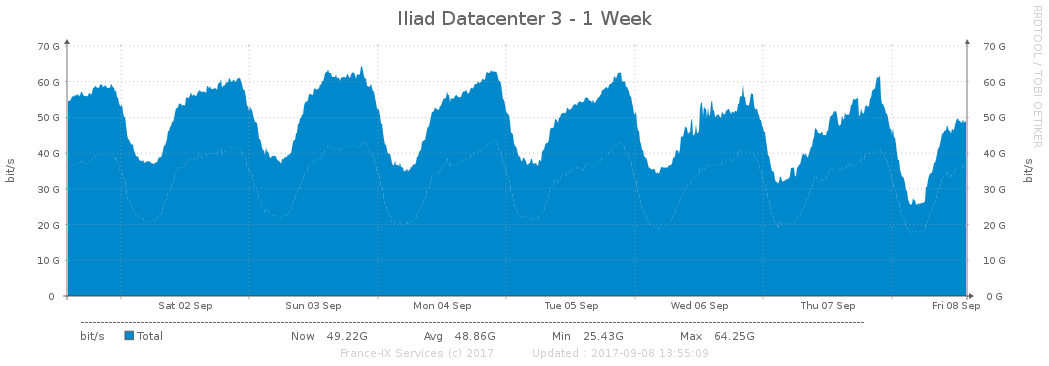 Iliad Datacenter 3 - 1 Week
RRDTOOL / TOBI OETIKER
70 G 70 G
60 G 60 G
50 G 50 G
40 G 40 G
30 G 30 G
20 G 20 G
10 G 10 G
0 0 G
bit/s bit/s
Sat 02 Sep Sun 03 Sep Mon 04 Sep Tue 05 Sep Wed 06 Sep Thu 07 Sep Fri 08 Sep
bit/s Total Now 49.22G Avg 48.86G Min 25.43G Max 64.25G
France-IX Services (c) 2017 Updated : 2017-09-08 13:55:09